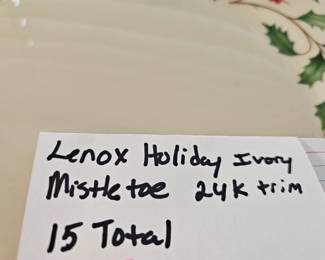 Lenox Holiday Ivory
Mistletoe 24k trim
15 Total